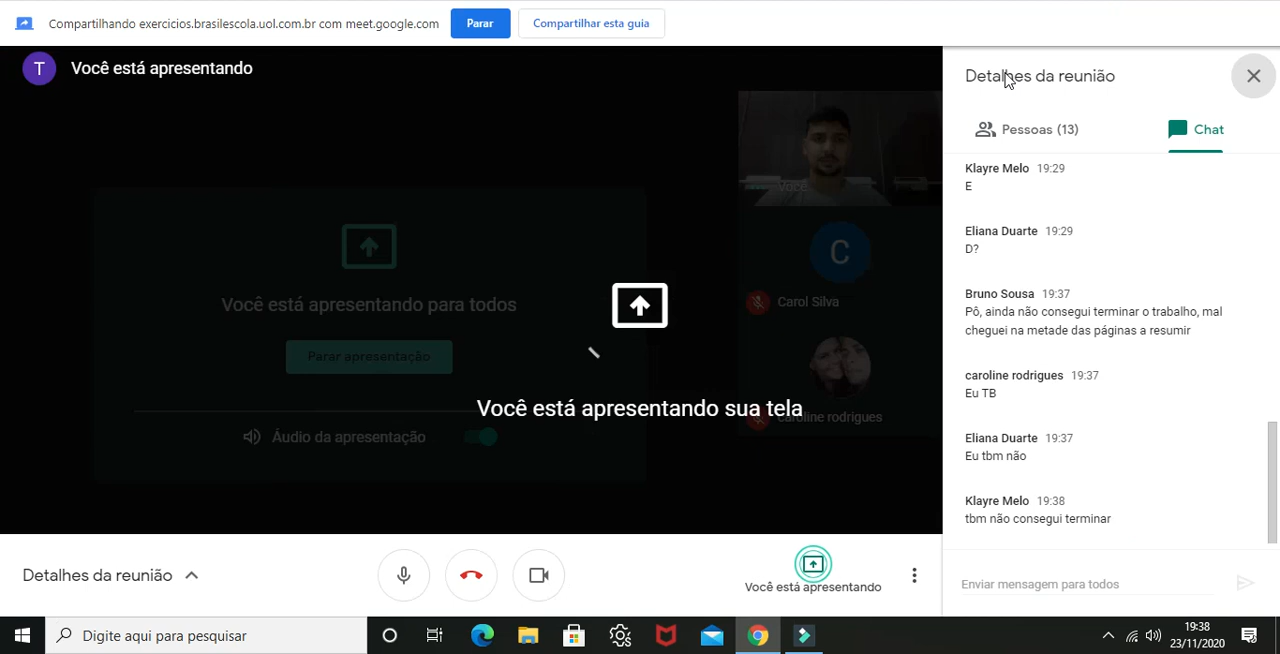 Compartilhando exercicios.brasilescola.uol.com.br com meet.google.com
Parar
Compartilhar esta guia
T
Você está apresentando
Você
Você está apresentando para todos
Parar apresentação
Áudio da apresentação
C
Carol Silva
caroline rodrigues
Você está apresentando sua tela
Detalhes da reunião
Pessoas (13)
Chat
Klayre Melo 19:29
E
Eliana Duarte 19:29
D?
Bruno Sousa 19:37
Pô, ainda não consegui terminar o trabalho, mal
cheguei na metade das páginas a resumir
caroline rodrigues 19:37
Eu TB
Eliana Duarte 19:37
Eu tbm não
Klayre Melo 19:38
tbm não consegui terminar
Enviar mensagem para todos
Detalhes da reunião
Você está apresentando
Digite aqui para pesquisar
19:38
23/11/2020